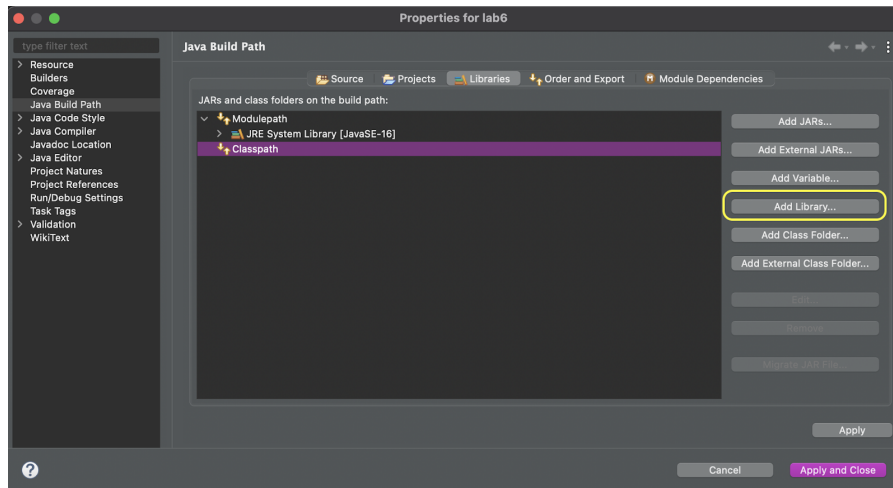 Properties for lab6
type filter text
Resource
Builders
Coverage
Java Build Path
Java Code Style
Java Compiler
Javadoc Location
Java Editor
Project Natures
Project References
Run/Debug Settings
Task Tags
Validation
WikiText
Java Build Path
Source Projects Libraries Order and Export Module Dependencies
JARs and class folders on the build path:
Modulepath
JRE System Library [JavaSE-16]
Classpath
Add JARs...
Add External JARs...
Add Variable...
Add Library...
Add Class Folder...
Add External Class Folder...
Edit...
Remove
Migrate JAR File...
Apply
?
Cancel
Apply and Close